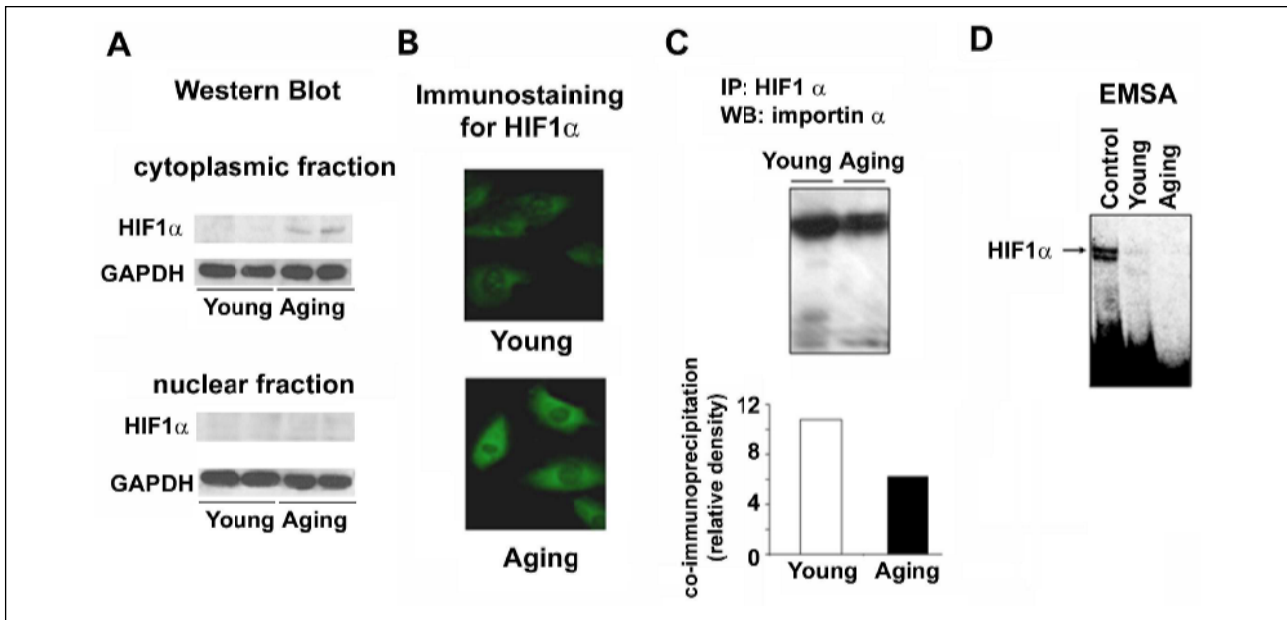 A
Western Blot
cytoplasmic fraction
HIF1α
GAPDH
Young Aging
nuclear fraction
HIF1α
GAPDH
Young Aging
B
Immunostaining
for HIF1α
Young
Aging
C
IP: HIF1 α
WB: importin α
Young Aging
co-immunoprecipitation
(relative density)
12
8
4
0
Young Aging
D
EMSA
Control
Young
Aging
HIF1α